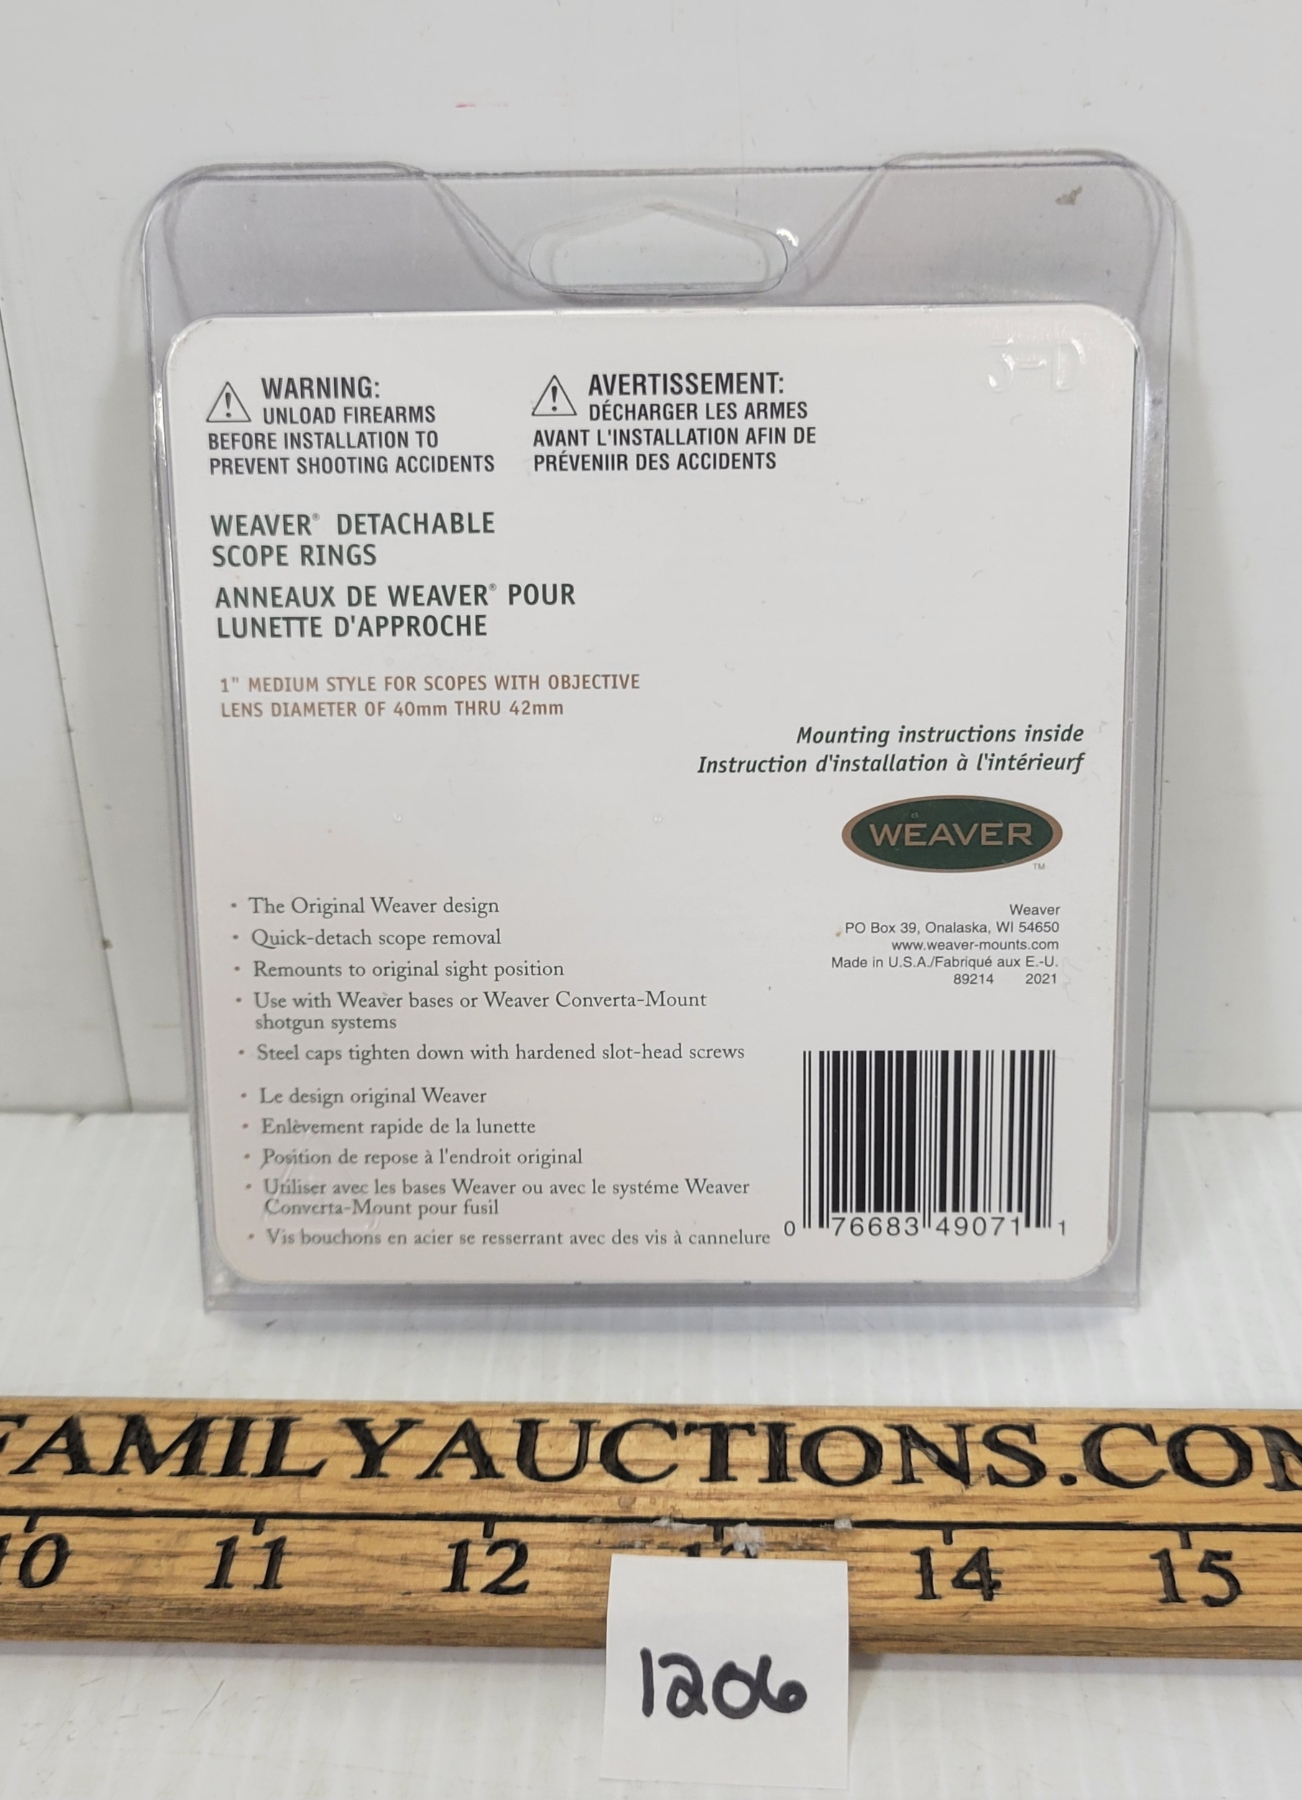 3-D
WARNING:
UNLOAD FIREARMS
BEFORE INSTALLATION TO
PREVENT SHOOTING ACCIDENTS
AVERTISSEMENT:
DÉCHARGER LES ARMES
AVANT L'INSTALLATION AFIN DE
PRÉVENIIR DES ACCIDENTS
WEAVER® DETACHABLE
SCOPE RINGS
ANNEAUX DE WEAVER® POUR
LUNETTE D'APPROCHE
1" MEDIUM STYLE FOR SCOPES WITH OBJECTIVE
LENS DIAMETER OF 40mm THRU 42mm
Mounting instructions inside
Instruction d'installation à l'intérieurf
WEAVER
TM
Weaver
PO Box 39, Onalaska, WI 54650
www.weaver-mounts.com
Made in U.S.A./Fabriqué aux E.-U.
89214 2021
• The Original Weaver design
• Quick-detach scope removal
• Remounts to original sight position
• Use with Weaver bases or Weaver Converta-Mount
shotgun systems
• Steel caps tighten down with hardened slot-head screws
• Le design original Weaver
• Enlèvement rapide de la lunette
• Position de repose à l'endroit original
• Utiliser avec les bases Weaver ou avec le systéme Weaver
Converta-Mount pour fusil
• Vis bouchons en acier se resserrant avec des vis à cannelure
0 76683 49071 1
FAMILYAUCTIONS.COM
10 11 12 13 14 15
1206